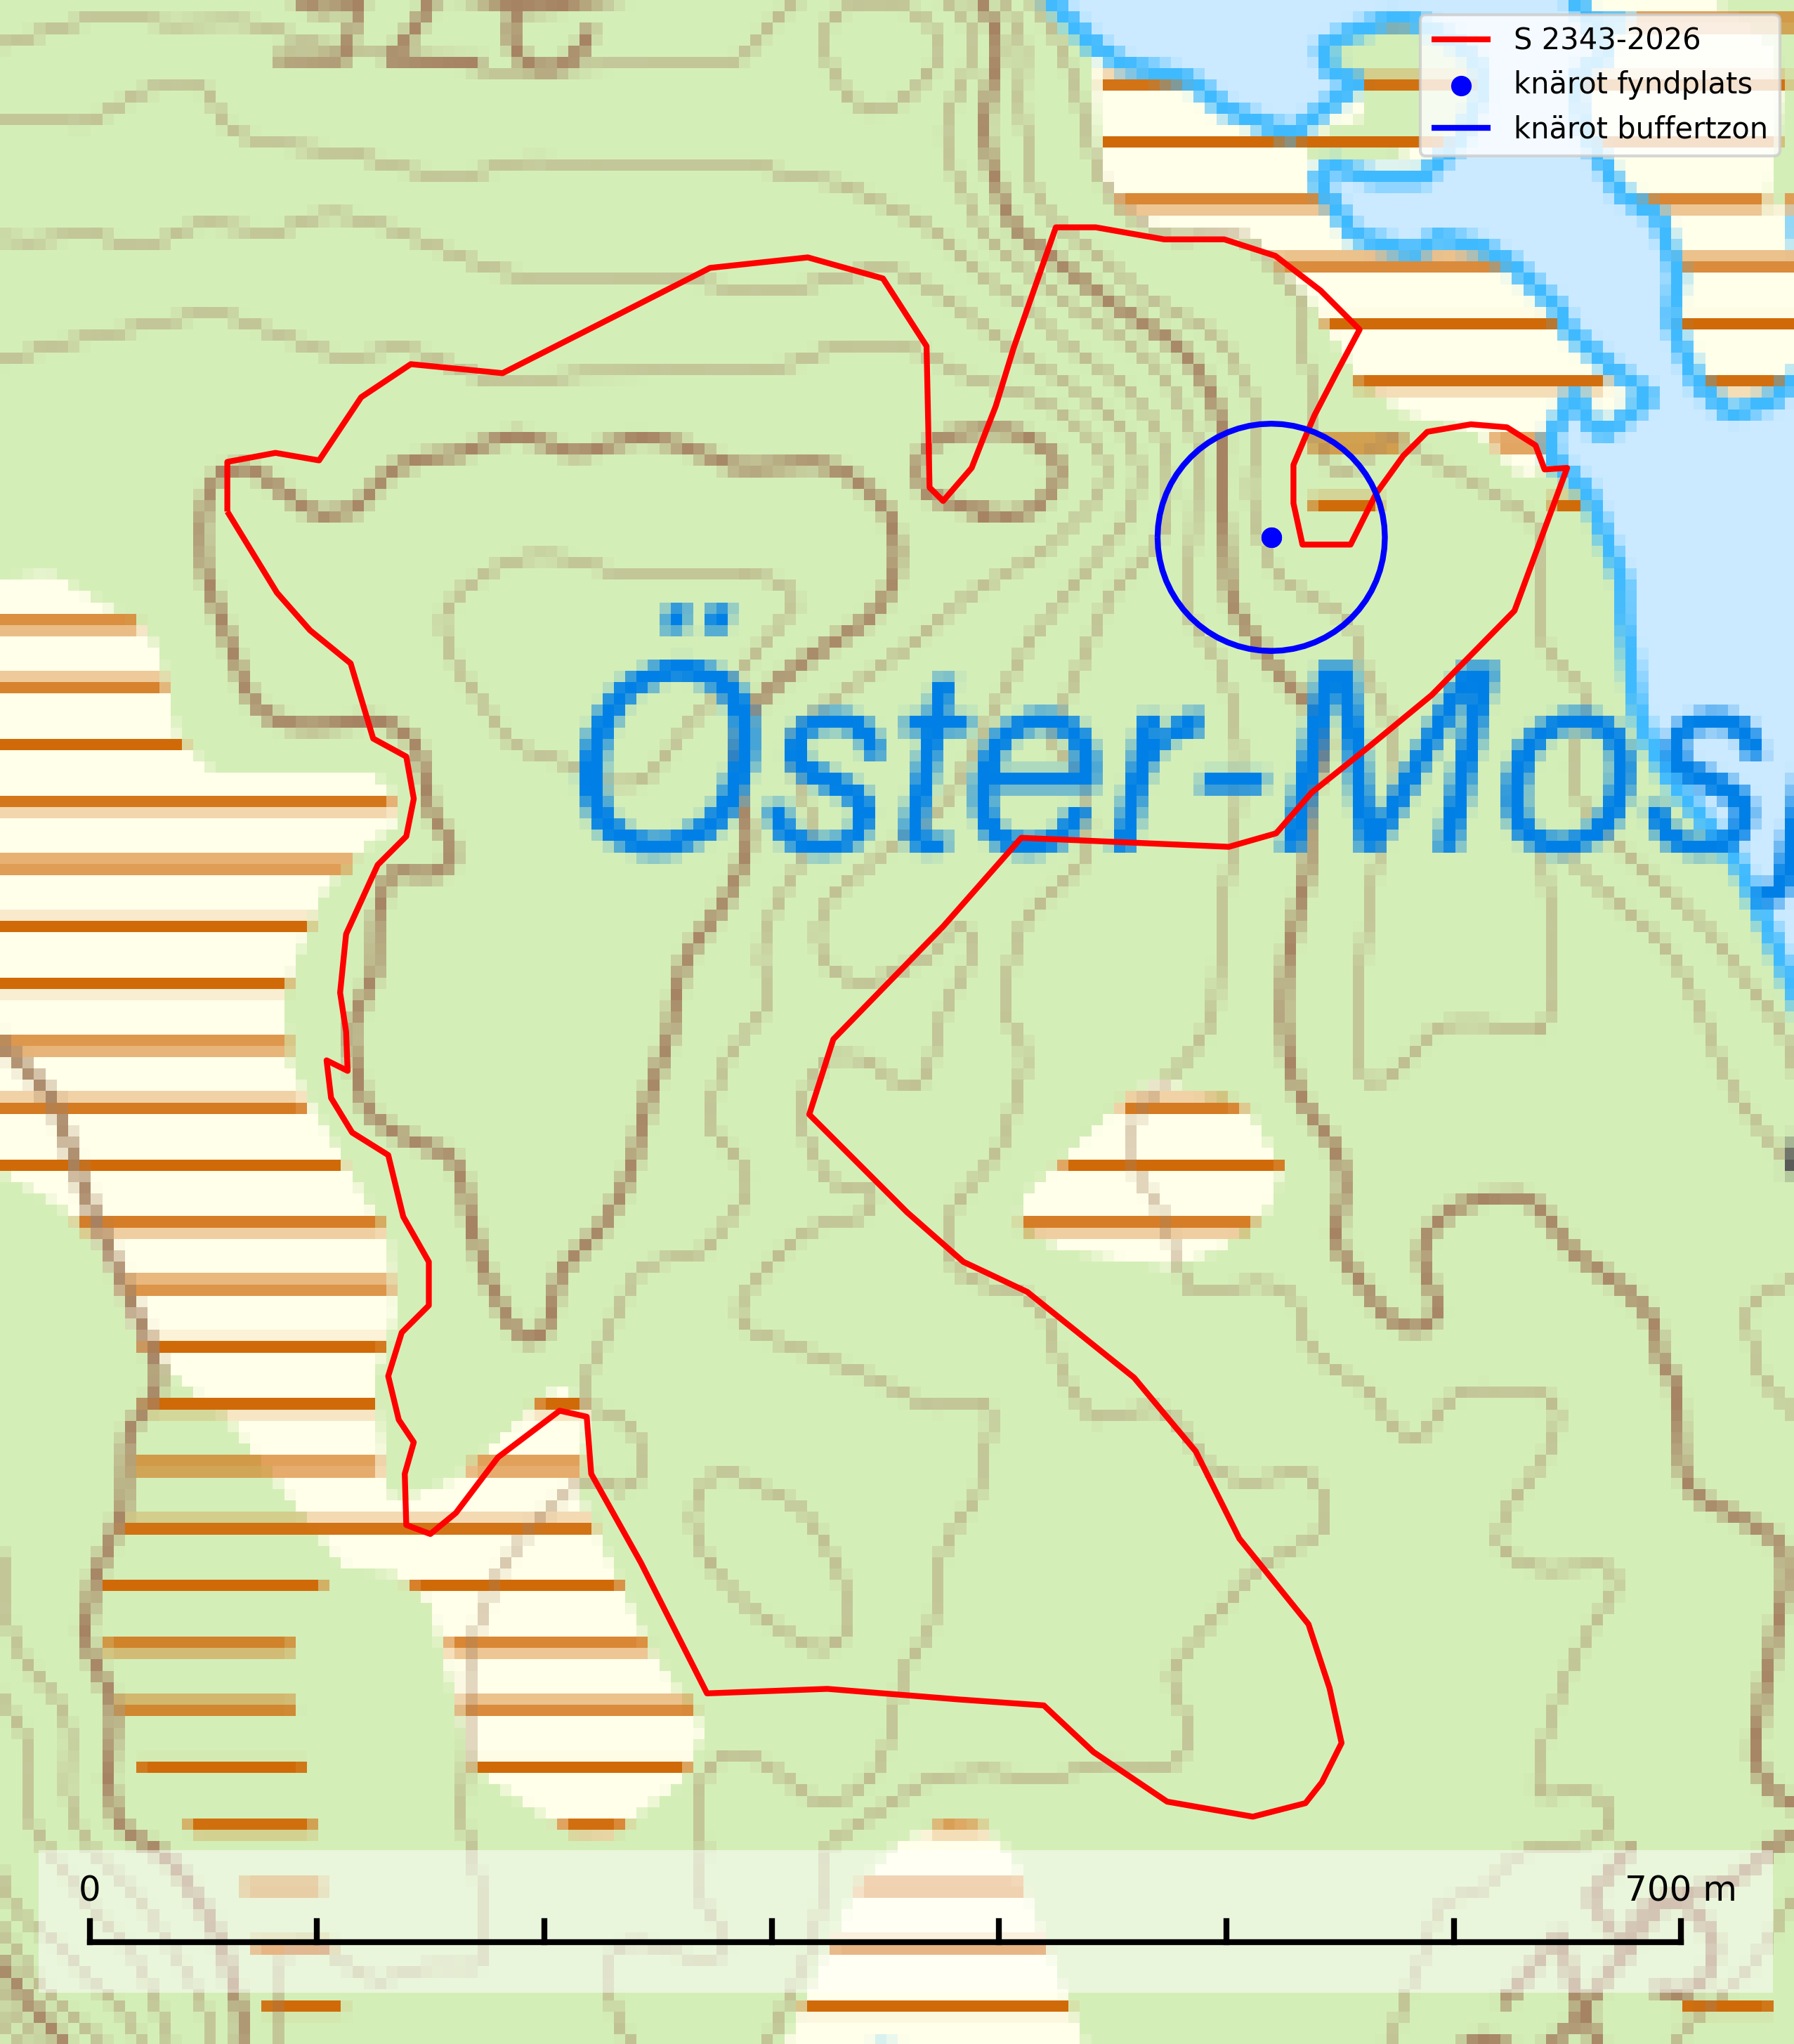 S 2343-2026
knärot fyndplats
knärot buffertzon
Öster-Mos
0 700 m